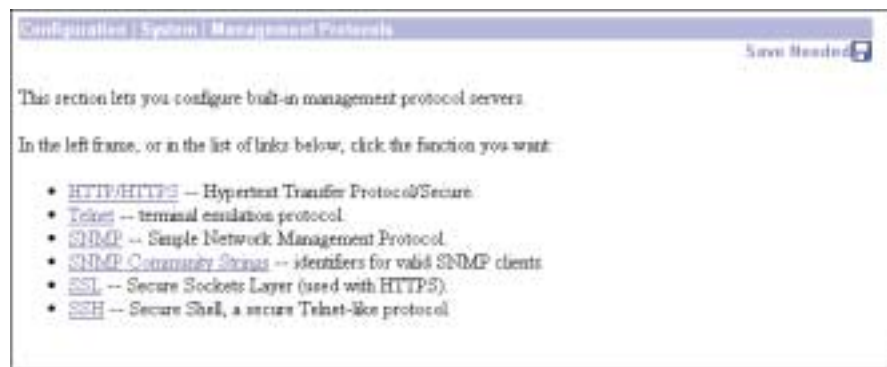 Configuration | System | Management Protocols
Save Needed
This section lets you configure built-in management protocol servers.
In the left frame, or in the list of links below, click the function you want:
• HTTP/HTTPS -- Hypertext Transfer Protocol/Secure.
• Telnet -- terminal emulation protocol.
• SNMP -- Simple Network Management Protocol.
• SNMP Community Strings -- identifiers for valid SNMP clients.
• SSL -- Secure Sockets Layer (used with HTTPS).
• SSH -- Secure Shell, a secure Telnet-like protocol.